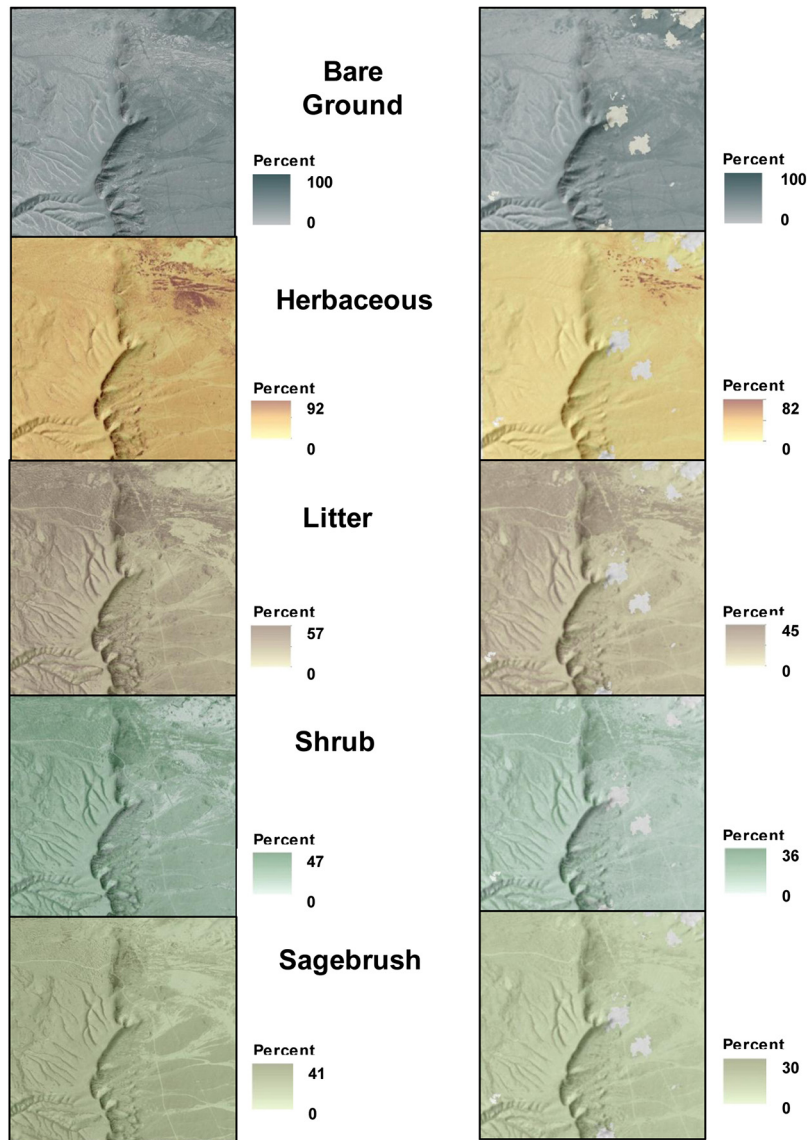 Bare
Ground
Percent
100
0
Percent
100
0
Herbaceous
Percent
92
0
Percent
82
0
Litter
Percent
57
0
Percent
45
0
Shrub
Percent
47
0
Percent
36
0
Sagebrush
Percent
41
0
Percent
30
0